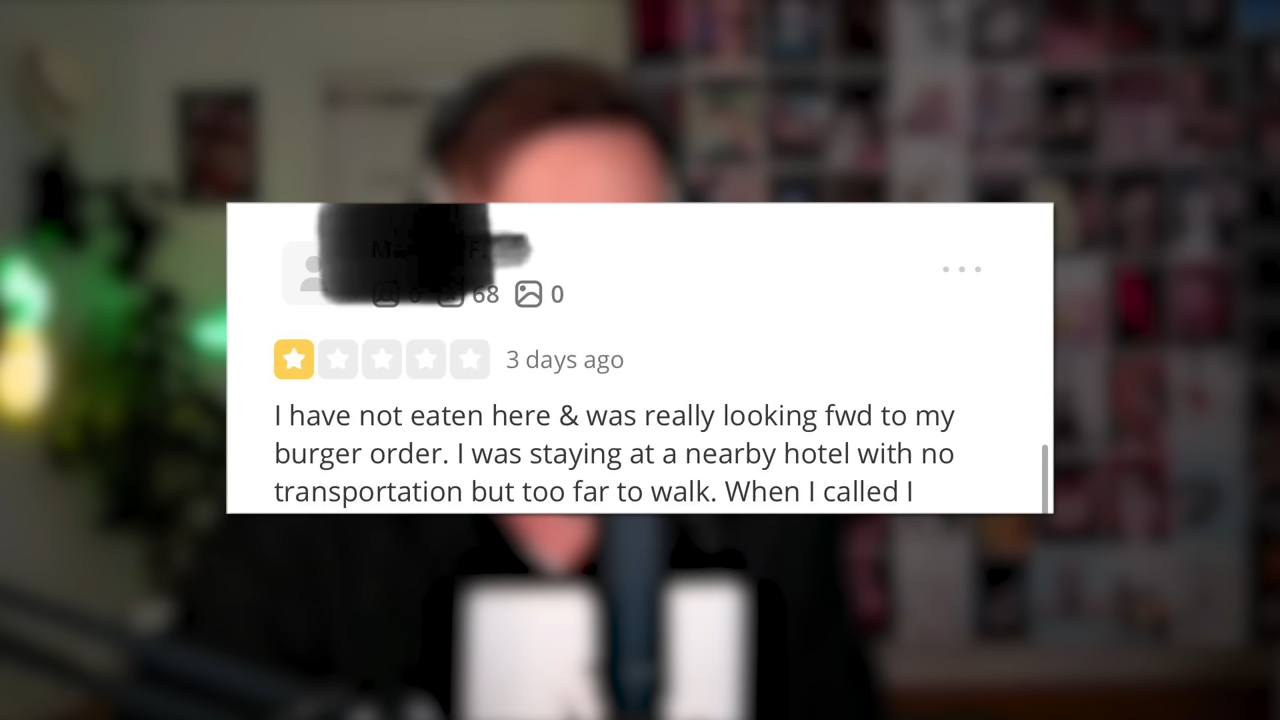 68 0
3 days ago
I have not eaten here & was really looking fwd to my
burger order. I was staying at a nearby hotel with no
transportation but too far to walk. When I called I